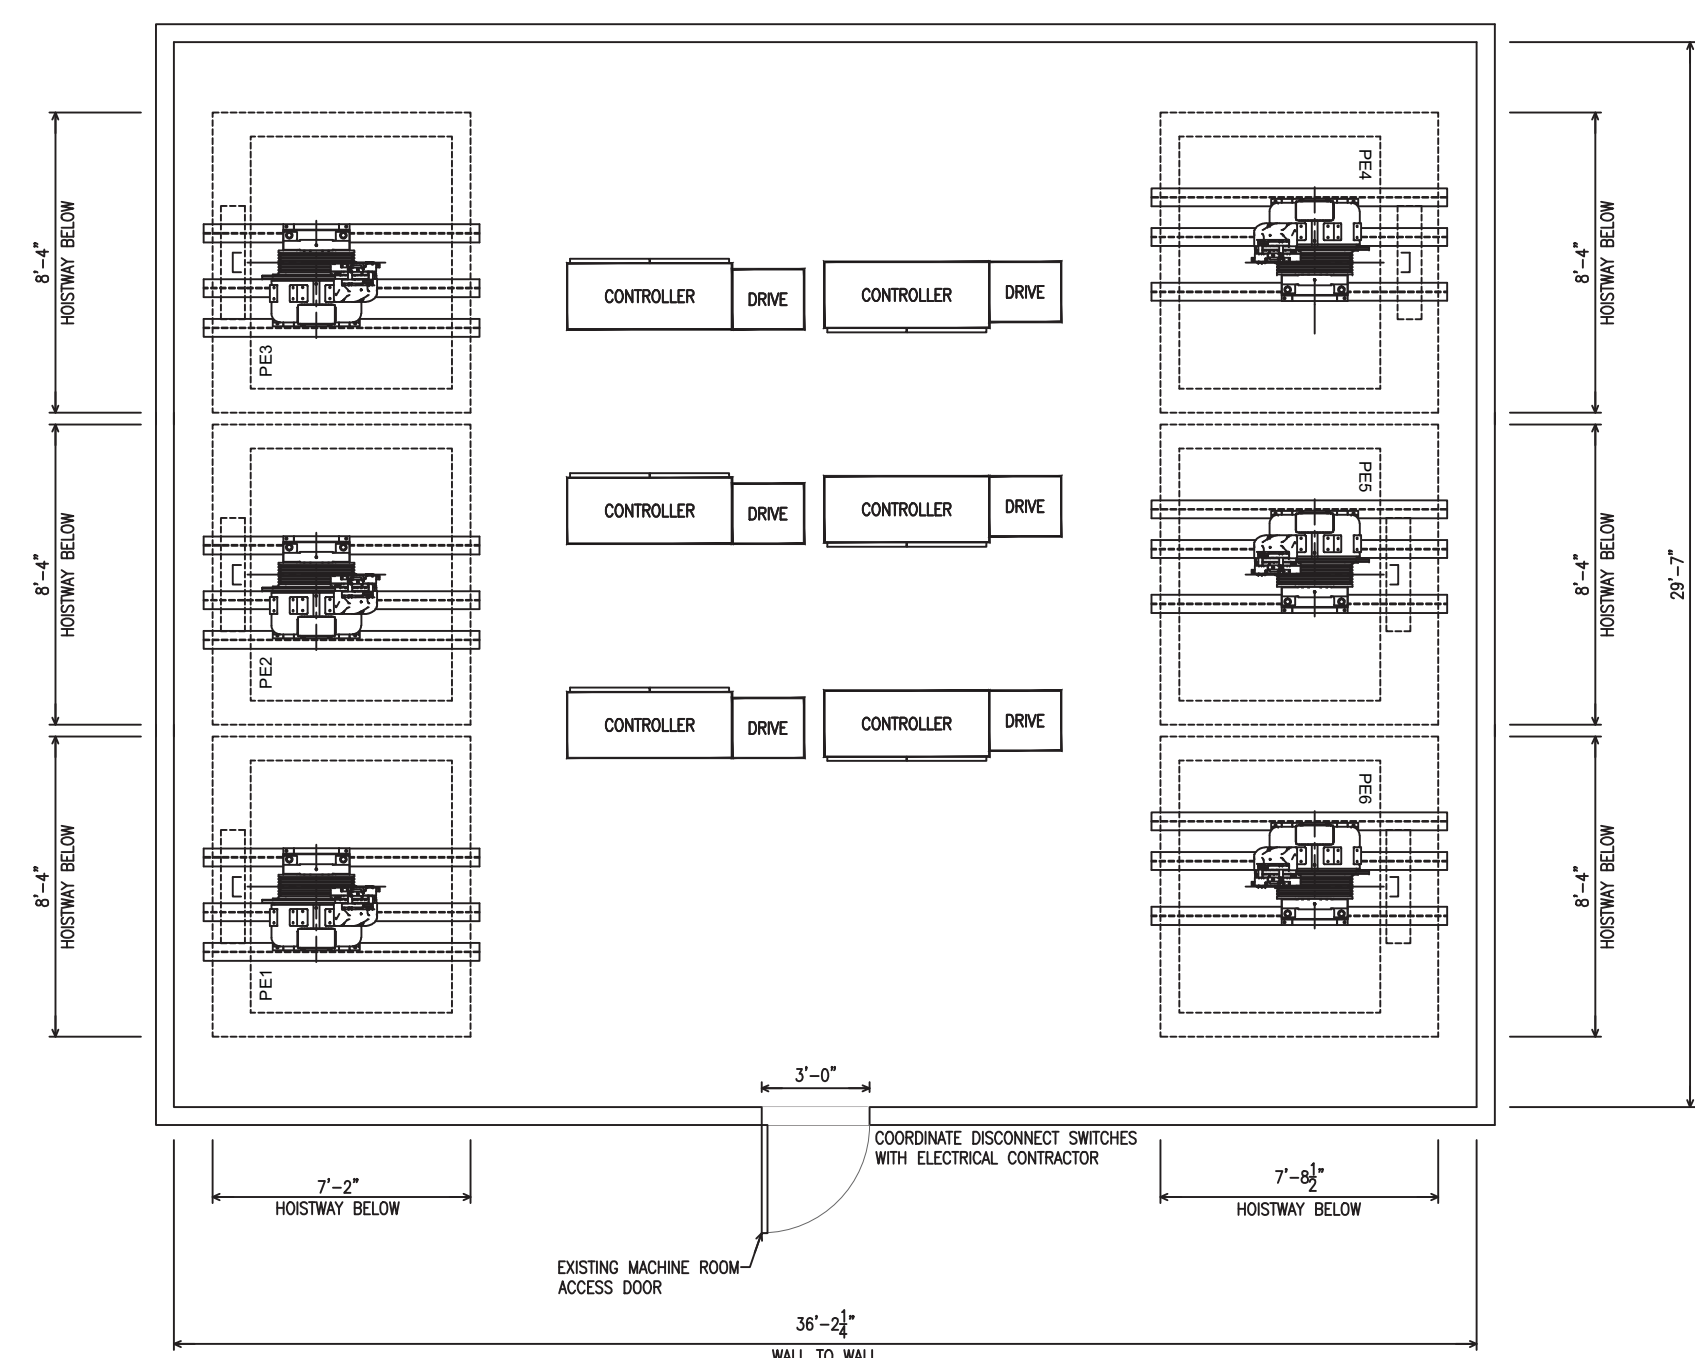 PE4
8'-4"
HOISTWAY BELOW
CONTROLLER
DRIVE
CONTROLLER
DRIVE
8'-4"
HOISTWAY BELOW
PE3
PE5
8'-4"
HOISTWAY BELOW
CONTROLLER
DRIVE
CONTROLLER
DRIVE
8'-4"
HOISTWAY BELOW
29'-7"
PE2
CONTROLLER
DRIVE
CONTROLLER
DRIVE
PE6
8'-4"
HOISTWAY BELOW
8'-4"
HOISTWAY BELOW
PE1
3'-0"
COORDINATE DISCONNECT SWITCHES
WITH ELECTRICAL CONTRACTOR
7'-2"
HOISTWAY BELOW
7'-8½"
HOISTWAY BELOW
EXISTING MACHINE ROOM
ACCESS DOOR
36'-2¼"
WALL TO WALL